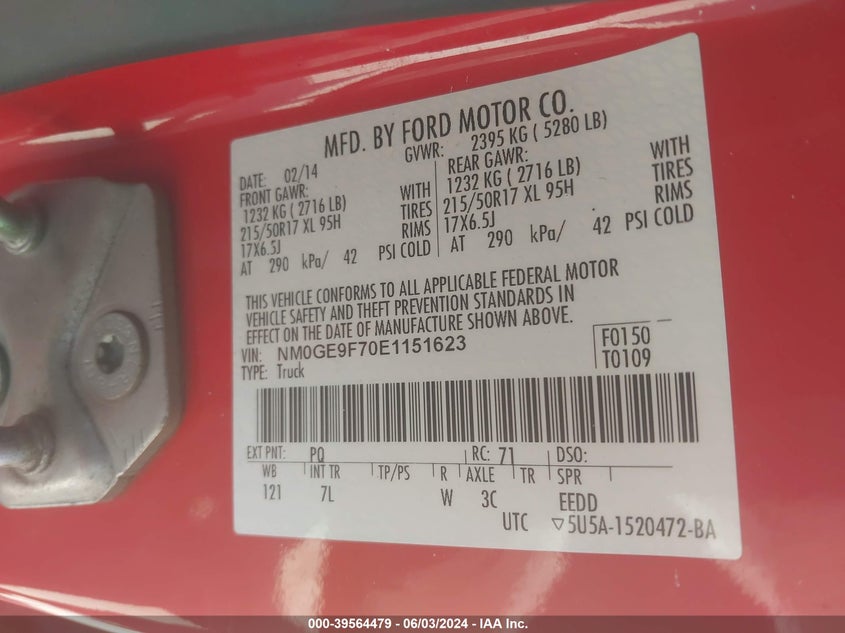 MFD. BY FORD MOTOR CO.
DATE: 02/14 GVWR: 2395 KG ( 5280 LB)
FRONT GAWR: REAR GAWR:
1232 KG ( 2716 LB) WITH 1232 KG ( 2716 LB) WITH
215/50R17 XL 95H TIRES 215/50R17 XL 95H TIRES
17X6.5J RIMS 17X6.5J RIMS
AT 290 kPa/ 42 PSI COLD AT 290 kPa/ 42 PSI COLD
THIS VEHICLE CONFORMS TO ALL APPLICABLE FEDERAL MOTOR
VEHICLE SAFETY AND THEFT PREVENTION STANDARDS IN
EFFECT ON THE DATE OF MANUFACTURE SHOWN ABOVE.
VIN: NM0GE9F70E1151623 F0150
TYPE: Truck T0109
EXT PNT: PQ RC: 71 DSO:
WB INT TR TP/PS R AXLE TR SPR
121 7L W 3C EEDD
UTC ▽5U5A-1520472-BA
000-39564479 - 06/03/2024 - IAA Inc.